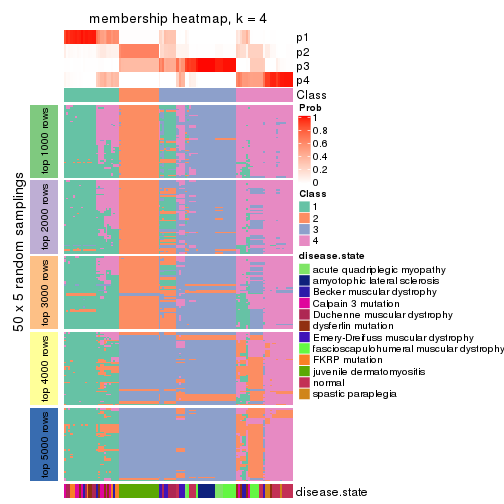 membership heatmap, k = 4
p1
p2
p3
p4
Class
Prob
1
0.8
0.6
0.4
0.2
0
Class
1
2
3
4
disease.state
acute quadriplegic myopathy
amyotophic lateral sclerosis
Becker muscular dystrophy
Calpain 3 mutation
Duchenne muscular dystrophy
dysferlin mutation
Emery-Dreifuss muscular dystrophy
fascioscapulohumeral muscular dystrophy
FKRP mutation
juvenile dermatomyositis
normal
spastic paraplegia
50 x 5 random samplings
top 1000 rows
top 2000 rows
top 3000 rows
top 4000 rows
top 5000 rows
disease.state